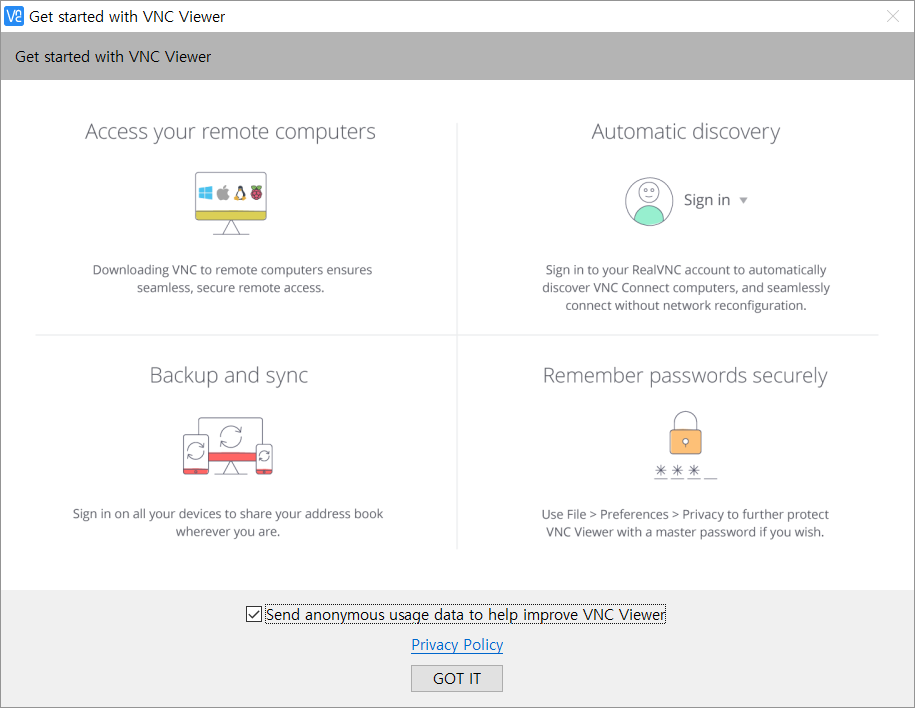 Get started with VNC Viewer
Get started with VNC Viewer
Access your remote computers
Downloading VNC to remote computers ensures
seamless, secure remote access.
Automatic discovery
Sign in
Sign in to your RealVNC account to automatically
discover VNC Connect computers, and seamlessly
connect without network reconfiguration.
Backup and sync
Sign in on all your devices to share your address book
wherever you are.
Remember passwords securely
* * * _
Use File > Preferences > Privacy to further protect
VNC Viewer with a master password if you wish.
Send anonymous usage data to help improve VNC Viewer
Privacy Policy
GOT IT